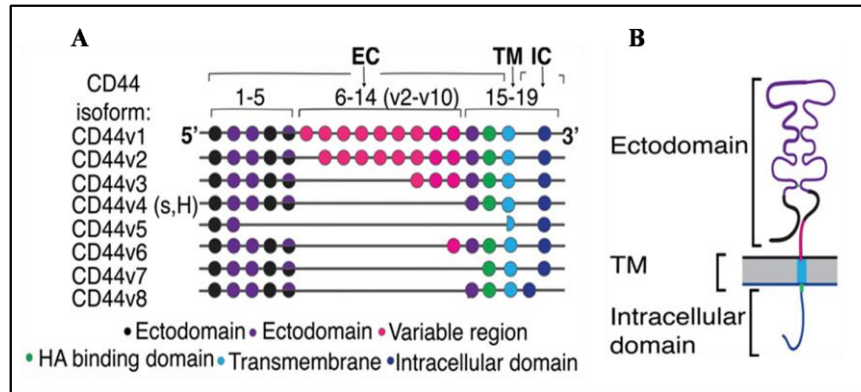 A
EC
TM
IC
CD44
isoform:
1-5
6-14 (v2-v10)
15-19
CD44v1
5’
3’
CD44v2
CD44v3
CD44v4 (s,H)
CD44v5
CD44v6
CD44v7
CD44v8
Ectodomain
Ectodomain
Variable region
HA binding domain
Transmembrane
Intracellular domain
B
Ectodomain
TM
Intracellular
domain